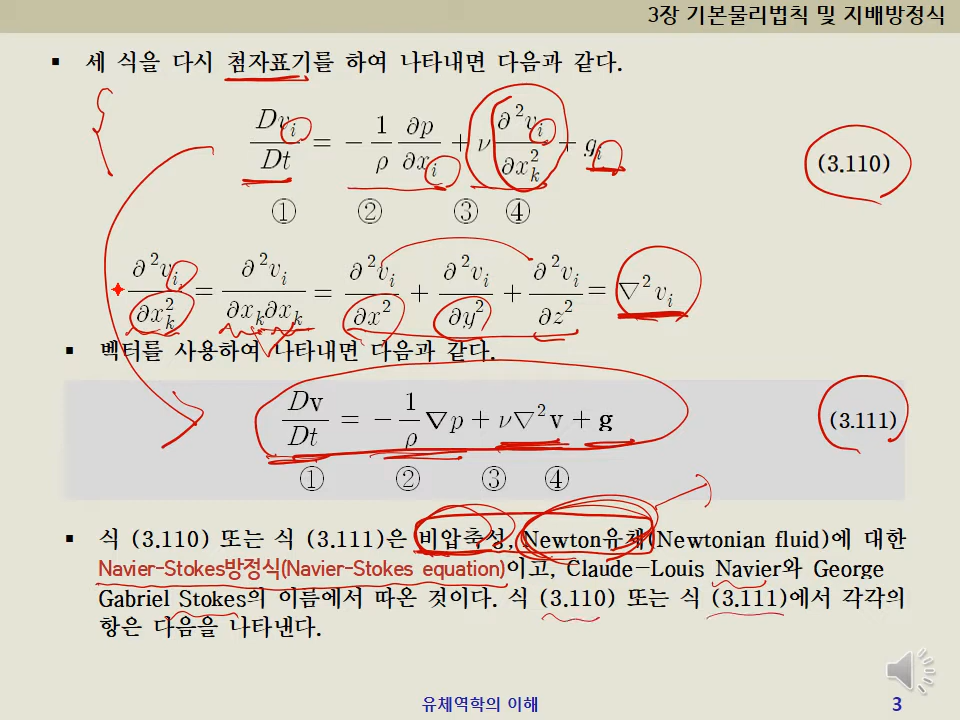 3장 기본물리법칙 및 지배방정식
▪ 세 식을 다시 첨자표기를 하여 나타내면 다음과 같다.
Dv_i/Dt = − 1/ρ ∂p/∂x_i + ν ∂²v_i/∂x_k² + g_i (3.110)
① ② ③ ④
∂²v_i/∂x_k² = ∂²v_i/∂x_k∂x_k = ∂²v_i/∂x² + ∂²v_i/∂y² + ∂²v_i/∂z² = ∇²v_i
▪ 벡터를 사용하여 나타내면 다음과 같다.
Dv/Dt = − 1/ρ ∇p + ν∇²v + g (3.111)
① ② ③ ④
▪ 식 (3.110) 또는 식 (3.111)은 비압축성, Newton유체(Newtonian fluid)에 대한
Navier-Stokes방정식(Navier-Stokes equation)이고, Claude-Louis Navier와 George
Gabriel Stokes의 이름에서 따온 것이다. 식 (3.110) 또는 식 (3.111)에서 각각의
항은 다음을 나타낸다.
유체역학의 이해
3